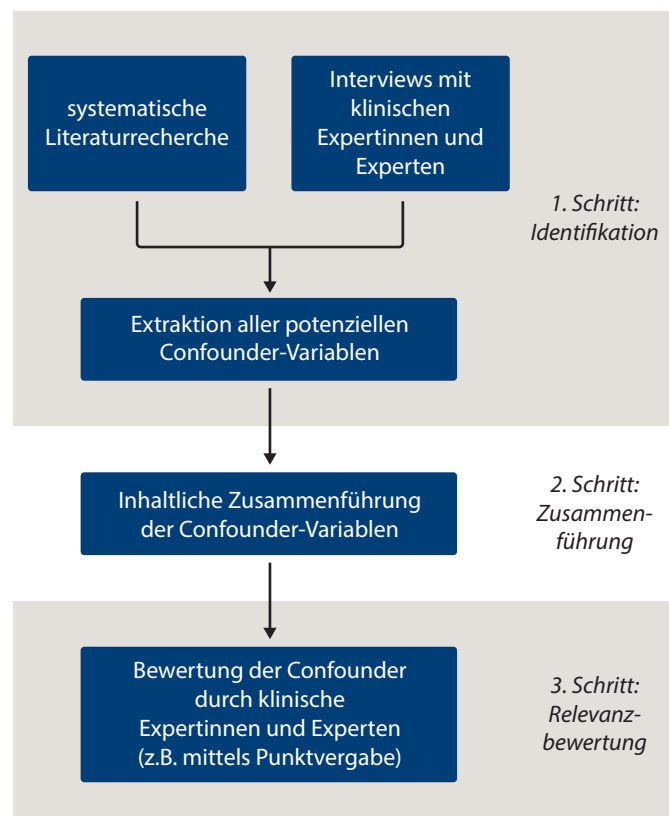 systematische
Literaturrecherche
Interviews mit
klinischen
Expertinnen und
Experten
1. Schritt:
Identifikation
Extraktion aller potenziellen
Confounder-Variablen
Inhaltliche Zusammenführung
der Confounder-Variablen
2. Schritt:
Zusammen-
führung
Bewertung der Confounder
durch klinische
Expertinnen und Experten
(z.B. mittels Punktvergabe)
3. Schritt:
Relevanz-
bewertung